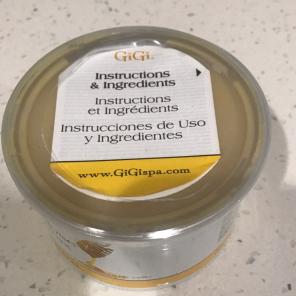 GiGi
Instructions
& Ingredients
Instructions
et Ingrédients
Instrucciones de Uso
y Ingredientes
www.GiGispa.com